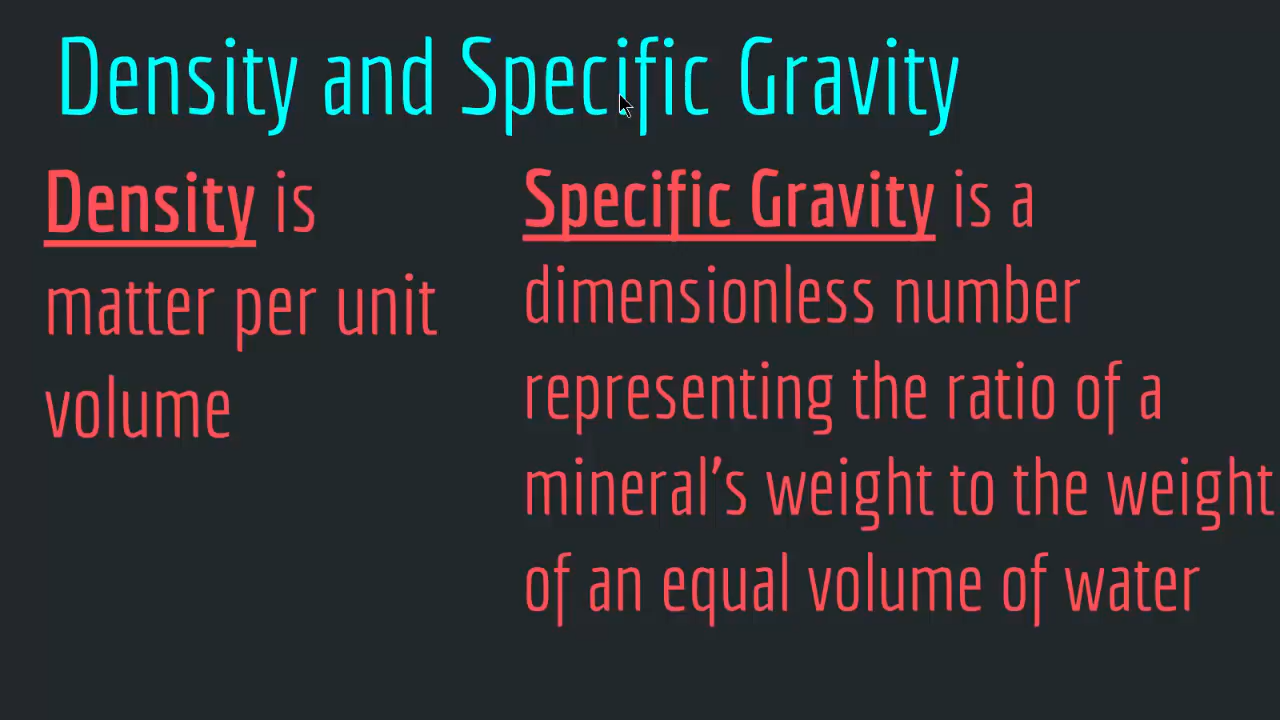 Density and Specific Gravity
Density is
matter per unit
volume
Specific Gravity is a
dimensionless number
representing the ratio of a
mineral’s weight to the weight
of an equal volume of water